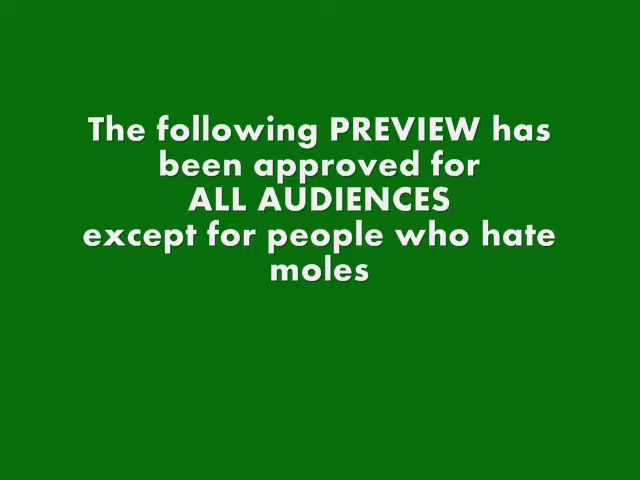 The following PREVIEW has
been approved for
ALL AUDIENCES
except for people who hate
moles